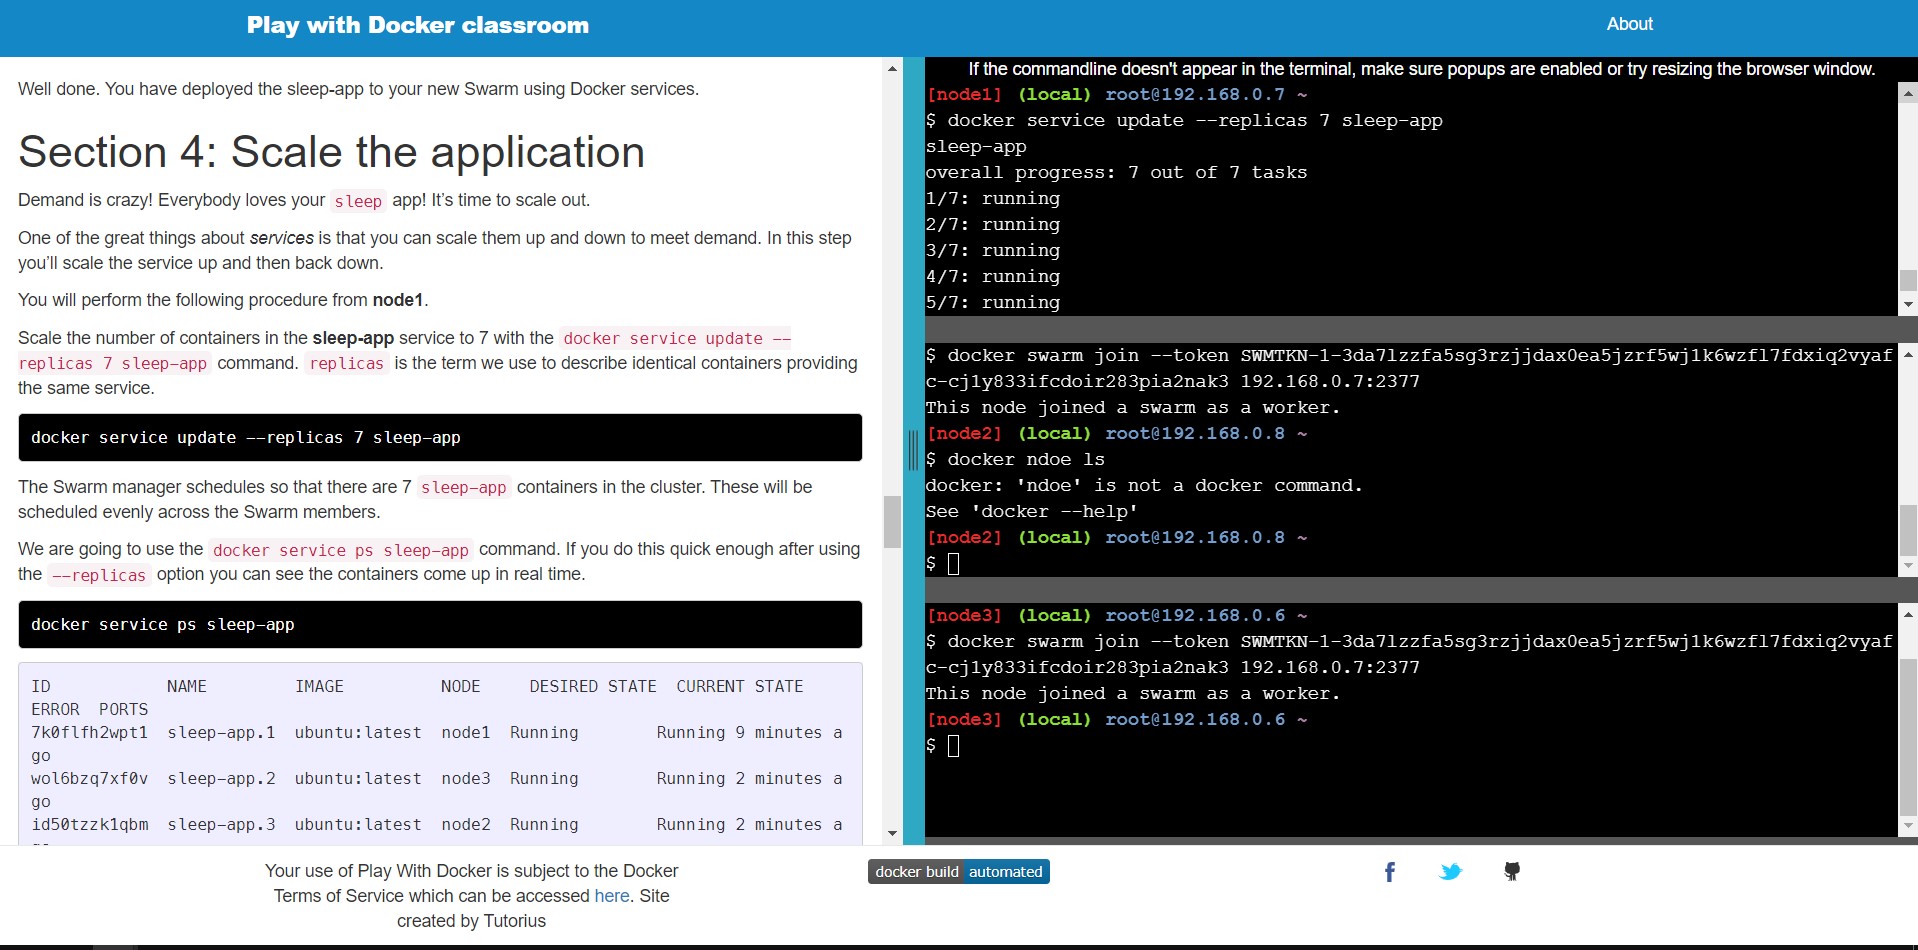 Play with Docker classroom
About
Well done. You have deployed the sleep-app to your new Swarm using Docker services.
Section 4: Scale the application
Demand is crazy! Everybody loves your sleep app! It's time to scale out.
One of the great things about services is that you can scale them up and down to meet demand. In this step
you'll scale the service up and then back down.
You will perform the following procedure from node1.
Scale the number of containers in the sleep-app service to 7 with the docker service update --
replicas 7 sleep-app command. replicas is the term we use to describe identical containers providing
the same service.
docker service update --replicas 7 sleep-app
The Swarm manager schedules so that there are 7 sleep-app containers in the cluster. These will be
scheduled evenly across the Swarm members.
We are going to use the docker service ps sleep-app command. If you do this quick enough after using
the --replicas option you can see the containers come up in real time.
docker service ps sleep-app
ID NAME IMAGE NODE DESIRED STATE CURRENT STATE
ERROR PORTS
7k0flfh2wpt1 sleep-app.1 ubuntu:latest node1 Running Running 9 minutes a
go
wol6bzq7xf0v sleep-app.2 ubuntu:latest node3 Running Running 2 minutes a
go
id50tzzk1qbm sleep-app.3 ubuntu:latest node2 Running Running 2 minutes a
If the commandline doesn't appear in the terminal, make sure popups are enabled or try resizing the browser window.
[node1] (local) root@192.168.0.7 ~
$ docker service update --replicas 7 sleep-app
sleep-app
overall progress: 7 out of 7 tasks
1/7: running
2/7: running
3/7: running
4/7: running
5/7: running
$ docker swarm join --token SWMTKN-1-3da7lzzfa5sg3rzjjdax0ea5jzrf5wj1k6wzfl7fdxiq2vyaf
c-cj1y833ifcdoir283pia2nak3 192.168.0.7:2377
This node joined a swarm as a worker.
[node2] (local) root@192.168.0.8 ~
$ docker ndoe ls
docker: 'ndoe' is not a docker command.
See 'docker --help'
[node2] (local) root@192.168.0.8 ~
$
[node3] (local) root@192.168.0.6 ~
$ docker swarm join --token SWMTKN-1-3da7lzzfa5sg3rzjjdax0ea5jzrf5wj1k6wzfl7fdxiq2vyaf
c-cj1y833ifcdoir283pia2nak3 192.168.0.7:2377
This node joined a swarm as a worker.
[node3] (local) root@192.168.0.6 ~
$
Your use of Play With Docker is subject to the Docker
Terms of Service which can be accessed here. Site
created by Tutorius
docker build automated